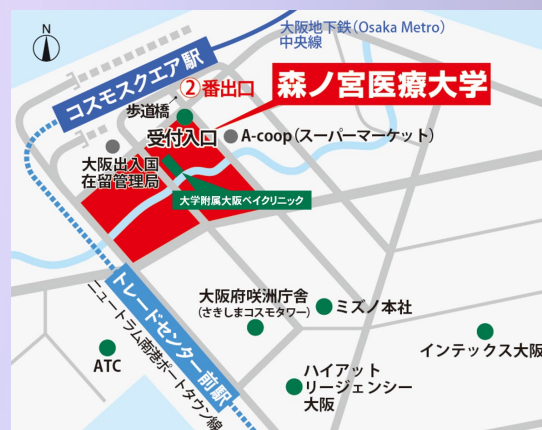 N
大阪地下鉄(Osaka Metro)
中央線
コスモスクエア駅
②番出口
森ノ宮医療大学
歩道橋
受付入口
A-coop(スーパーマーケット)
大阪出入国
在留管理局
大学附属大阪ベイクリニック
トレードセンター前駅
ニュートラム南港ポートタウン線
大阪府咲洲庁舎
(さきしまコスモタワー)
ミズノ本社
インテックス大阪
ATC
ハイアット
リージェンシー
大阪